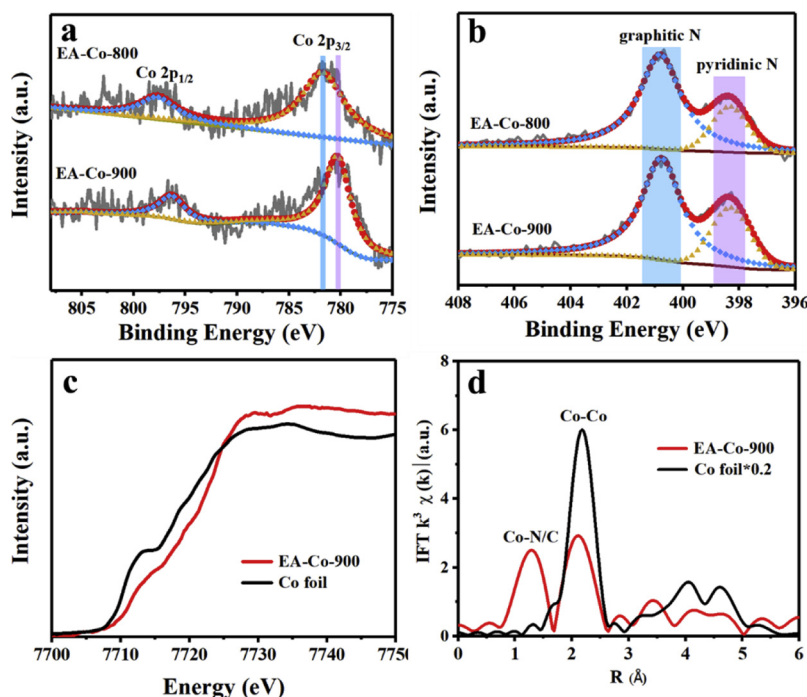 a
Co 2p3/2
EA-Co-800
Co 2p1/2
EA-Co-900
Intensity (a.u.)
805 800 795 790 785 780 775
Binding Energy (eV)
b
graphitic N
pyridinic N
EA-Co-800
EA-Co-900
Intensity (a.u.)
408 406 404 402 400 398 396
Binding Energy (eV)
c
EA-Co-900
Co foil
Intensity (a.u.)
7700 7710 7720 7730 7740 7750
Energy (eV)
d
Co-Co
EA-Co-900
Co foil*0.2
Co-N/C
IFT k³ χ (k)|(a.u.)
8
6
4
2
0
0 1 2 3 4 5 6
R (Å)